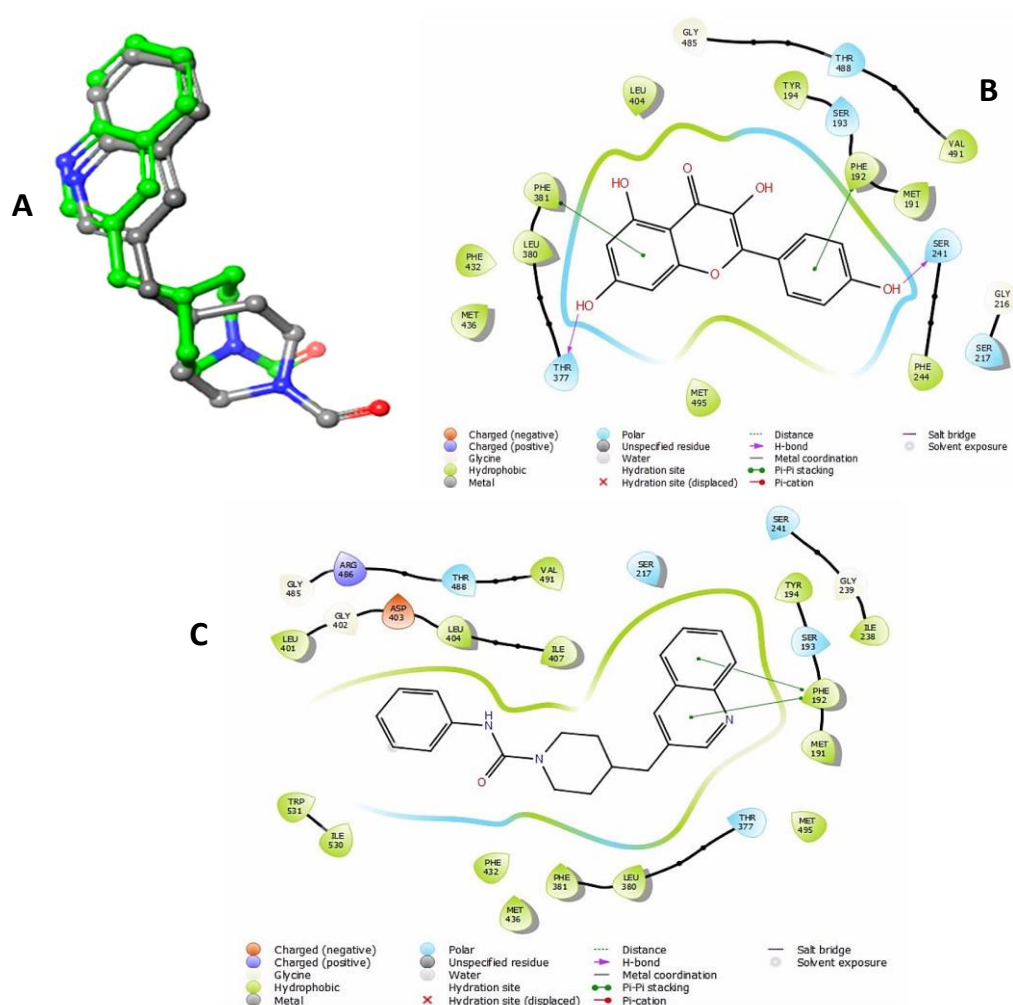 A
B
GLY
485
THR
488
TYR
194
SER
193
LEU
404
VAL
491
PHE
192
MET
191
PHE
381
HO
O
OH
LEU
380
SER
241
PHE
432
O
OH
GLY
216
HO
MET
436
SER
217
THR
377
PHE
244
MET
495
Charged (negative)
Charged (positive)
Glycine
Hydrophobic
Metal
Polar
Unspecified residue
Water
Hydration site
Hydration site (displaced)
Distance
H-bond
Metal coordination
Pi-Pi stacking
Pi-cation
Salt bridge
Solvent exposure
C
SER
241
ARG
486
THR
488
VAL
491
SER
217
GLY
485
TYR
194
GLY
239
GLY
402
ASP
403
LEU
404
LEU
401
ILE
407
SER
193
ILE
238
PHE
192
H
N
N
MET
191
N
O
TRP
531
ILE
530
THR
377
MET
495
PHE
432
PHE
381
LEU
380
MET
436
Charged (negative)
Charged (positive)
Glycine
Hydrophobic
Metal
Polar
Unspecified residue
Water
Hydration site
Hydration site (displaced)
Distance
H-bond
Metal coordination
Pi-Pi stacking
Pi-cation
Salt bridge
Solvent exposure